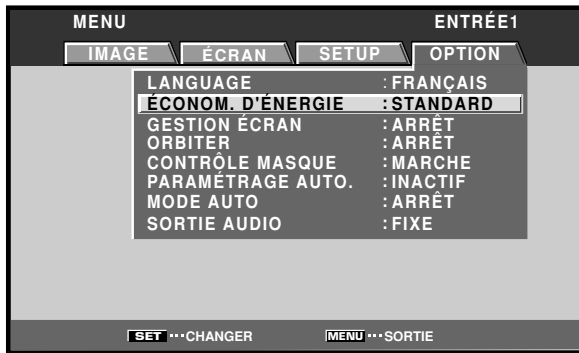 MENU ENTRÉE1
IMAGE ÉCRAN SETUP OPTION
LANGUAGE :FRANÇAIS
ÉCONOM. D'ÉNERGIE :STANDARD
GESTION ÉCRAN :ARRÊT
ORBITER :ARRÊT
CONTRÔLE MASQUE :MARCHE
PARAMÉTRAGE AUTO. :INACTIF
MODE AUTO :ARRÊT
SORTIE AUDIO :FIXE
SET ···CHANGER MENU ···SORTIE